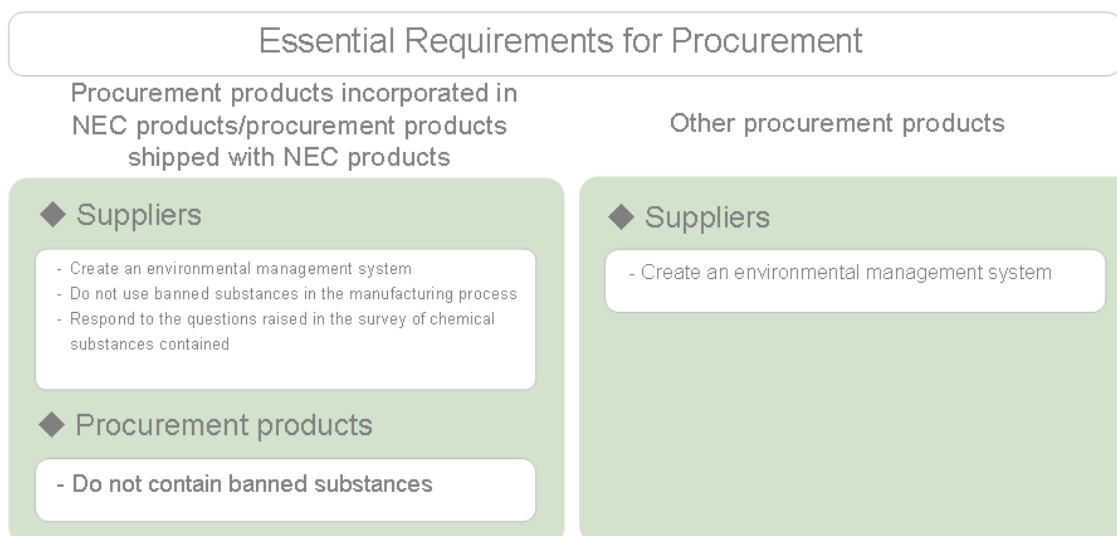 Essential Requirements for Procurement
Procurement products incorporated in
NEC products/procurement products
shipped with NEC products
◆ Suppliers
- Create an environmental management system
- Do not use banned substances in the manufacturing process
- Respond to the questions raised in the survey of chemical
substances contained
◆ Procurement products
- Do not contain banned substances
Other procurement products
◆ Suppliers
- Create an environmental management system